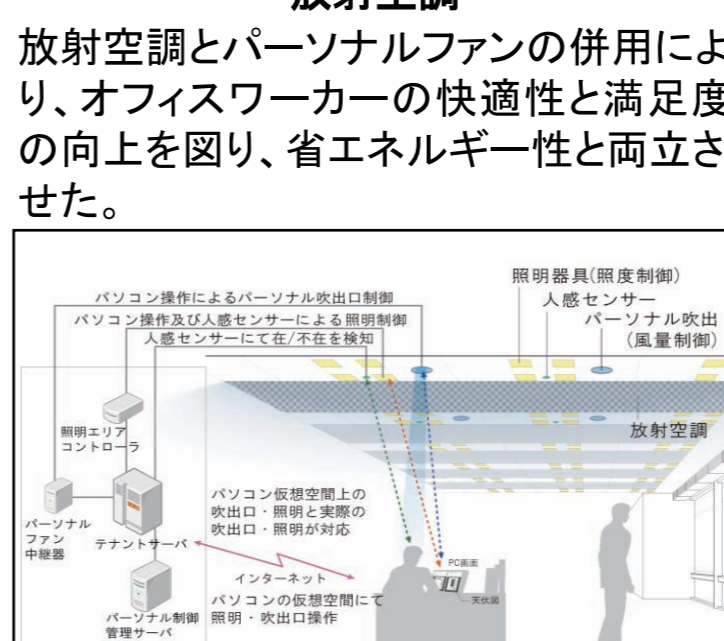 放射空調
放射空調とパーソナルファンの併用によ
り、オフィスワーカーの快適性と満足度
の向上を図り、省エネルギー性と両立さ
せた。
照明器具(照度制御)
人感センサー
パーソナル吹出
(風量制御)
パソコン操作によるパーソナル吹出口制御
パソコン操作及び人感センサーによる照明制御
人感センサーにて在/不在を検知
放射空調
照明エリア
コントローラ
パソコン仮想空間上の
吹出口・照明と実際の
吹出口・照明が対応
パーソナル
ファン
中継器
テナントサーバ
PC画面
天伏図
インターネット
パソコンの仮想空間にて
照明・吹出口操作
パーソナル制御
管理サーバ